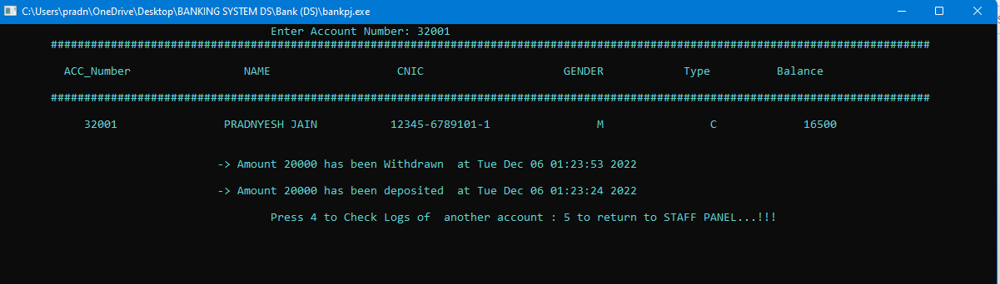 C:\Users\pradn\OneDrive\Desktop\BANKING SYSTEM DS\Bank (DS)\bankpj.exe
Enter Account Number: 32001
####################################################################################################################################
ACC_Number NAME CNIC GENDER Type Balance
####################################################################################################################################
32001 PRADNYESH JAIN 12345-6789101-1 M C 16500
-> Amount 20000 has been Withdrawn  at Tue Dec 06 01:23:53 2022
-> Amount 20000 has been deposited  at Tue Dec 06 01:23:24 2022
Press 4 to Check Logs of  another account : 5 to return to STAFF PANEL...!!!